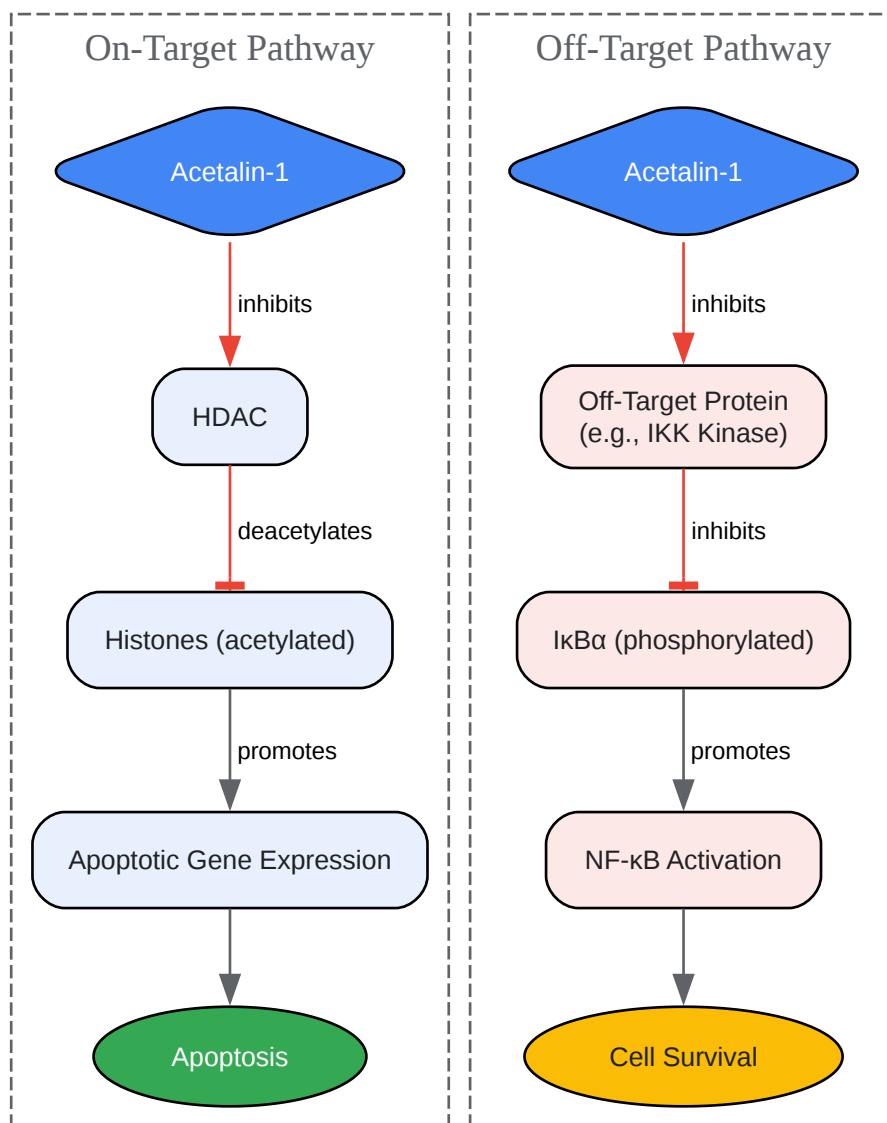 On-Target Pathway
Acetalin-1
inhibits
HDAC
deacetylates
Histones (acetylated)
promotes
Apoptotic Gene Expression
Apoptosis
Off-Target Pathway
Acetalin-1
inhibits
Off-Target Protein
(e.g., IKK Kinase)
inhibits
IκBα (phosphorylated)
promotes
NF-κB Activation
Cell Survival